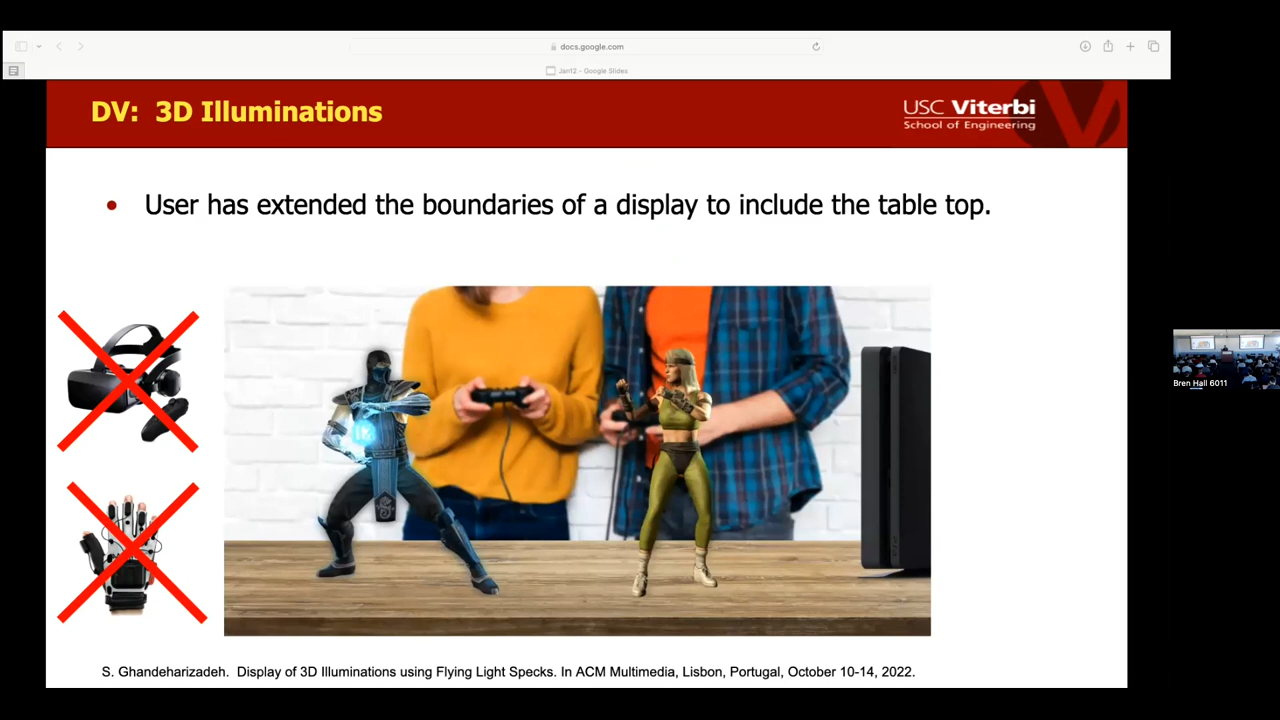 docs.google.com
Jan12 - Google Slides
DV: 3D Illuminations
USC Viterbi
School of Engineering
• User has extended the boundaries of a display to include the table top.
Bren Hall 6011
S. Ghandeharizadeh. Display of 3D Illuminations using Flying Light Specks. In ACM Multimedia, Lisbon, Portugal, October 10-14, 2022.